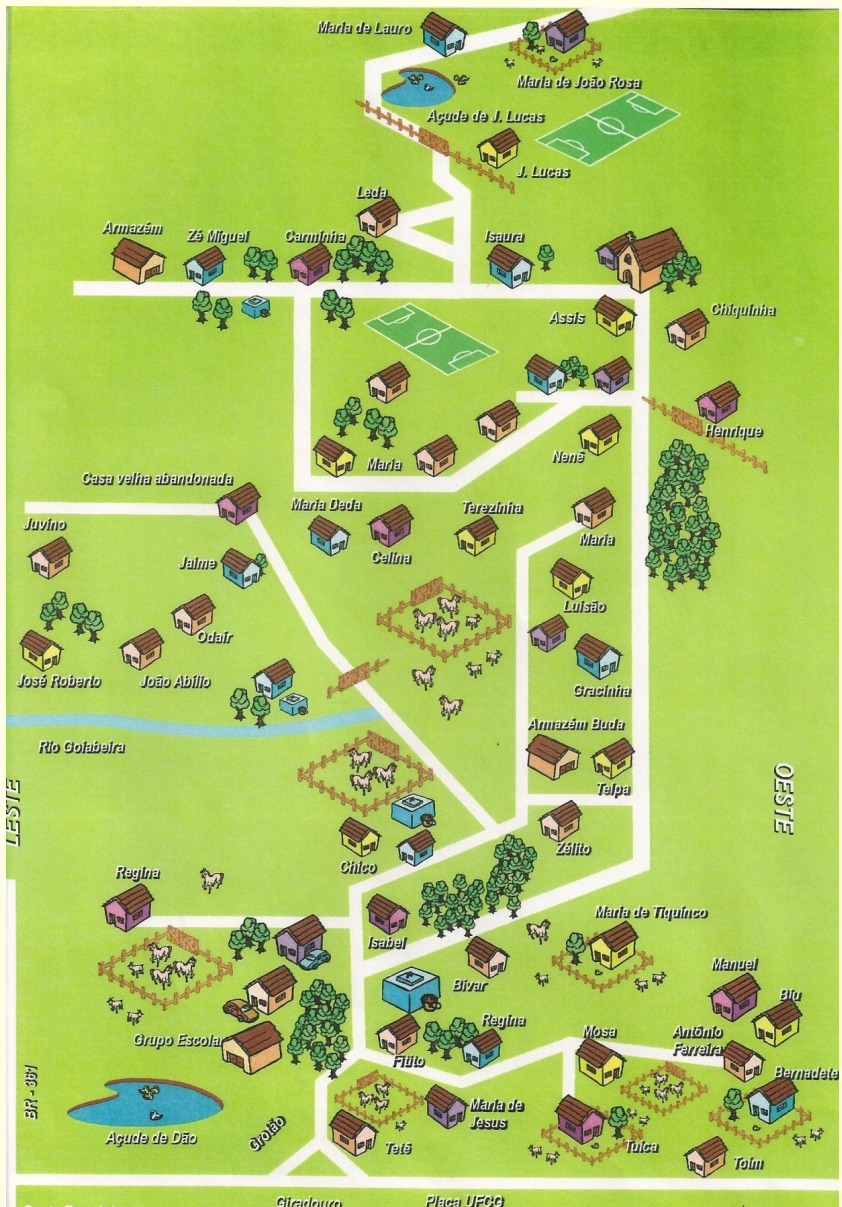 Maria de Lauro
Maria de João Rosa
Açude de J. Lucas
J. Lucas
Leda
Armazém
Zé Miguel
Carminha
Isaura
Assis
Chiquinha
Henrique
Maria
Nenê
Casa velha abandonada
Maria Deda
Terezinha
Juvino
Celina
Maria
Jaime
Luisão
Odair
José Roberto
João Abílio
Gracinha
Rio Goiabeira
Armazém Buda
Telpa
LESTE
OESTE
Zélito
Chico
Regina
Maria de Tiquinco
Isabel
Bivar
Manuel
Biu
Grupo Escola
Regina
Mosa
Antônio
Ferreira
Fitito
Bernadete
BR - 361
Maria de
Jesus
Açude de Dão
Grotão
Tetê
Tuíca
Toim
Giradouro
Placa UFCG